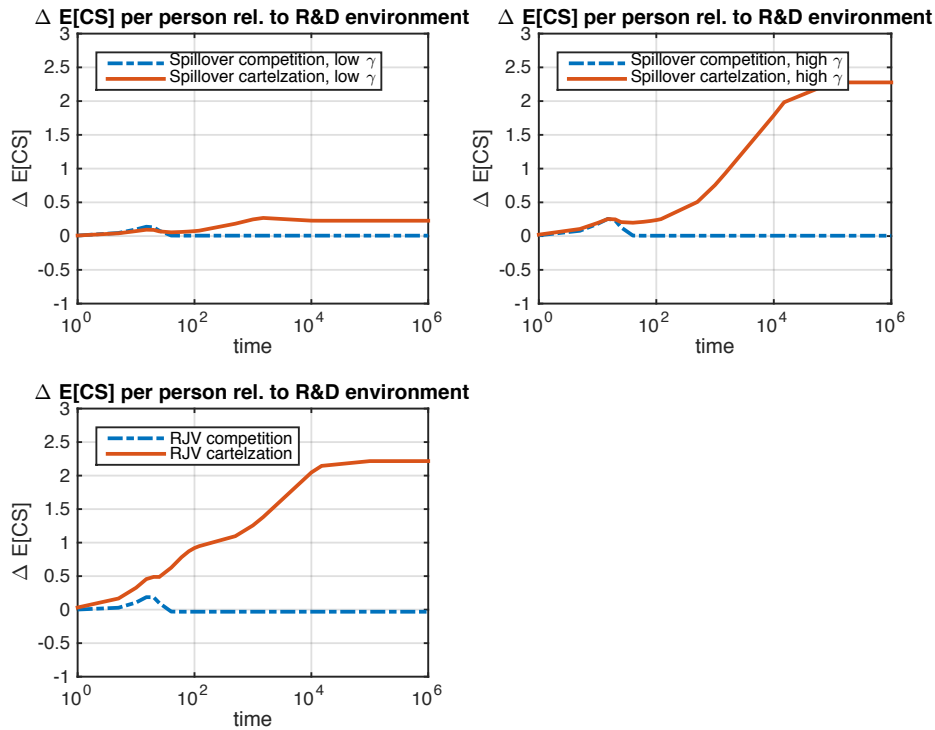 Δ E[CS] per person rel. to R&D environment
3
2.5
2
1.5
1
0.5
0
-0.5
-1
Δ E[CS]
Spillover competition, low γ
Spillover cartelzation, low γ
10^0
10^2
10^4
10^6
time
Δ E[CS] per person rel. to R&D environment
3
2.5
2
1.5
1
0.5
0
-0.5
-1
Δ E[CS]
Spillover competition, high γ
Spillover cartelzation, high γ
10^0
10^2
10^4
10^6
time
Δ E[CS] per person rel. to R&D environment
3
2.5
2
1.5
1
0.5
0
-0.5
-1
Δ E[CS]
RJV competition
RJV cartelzation
10^0
10^2
10^4
10^6
time